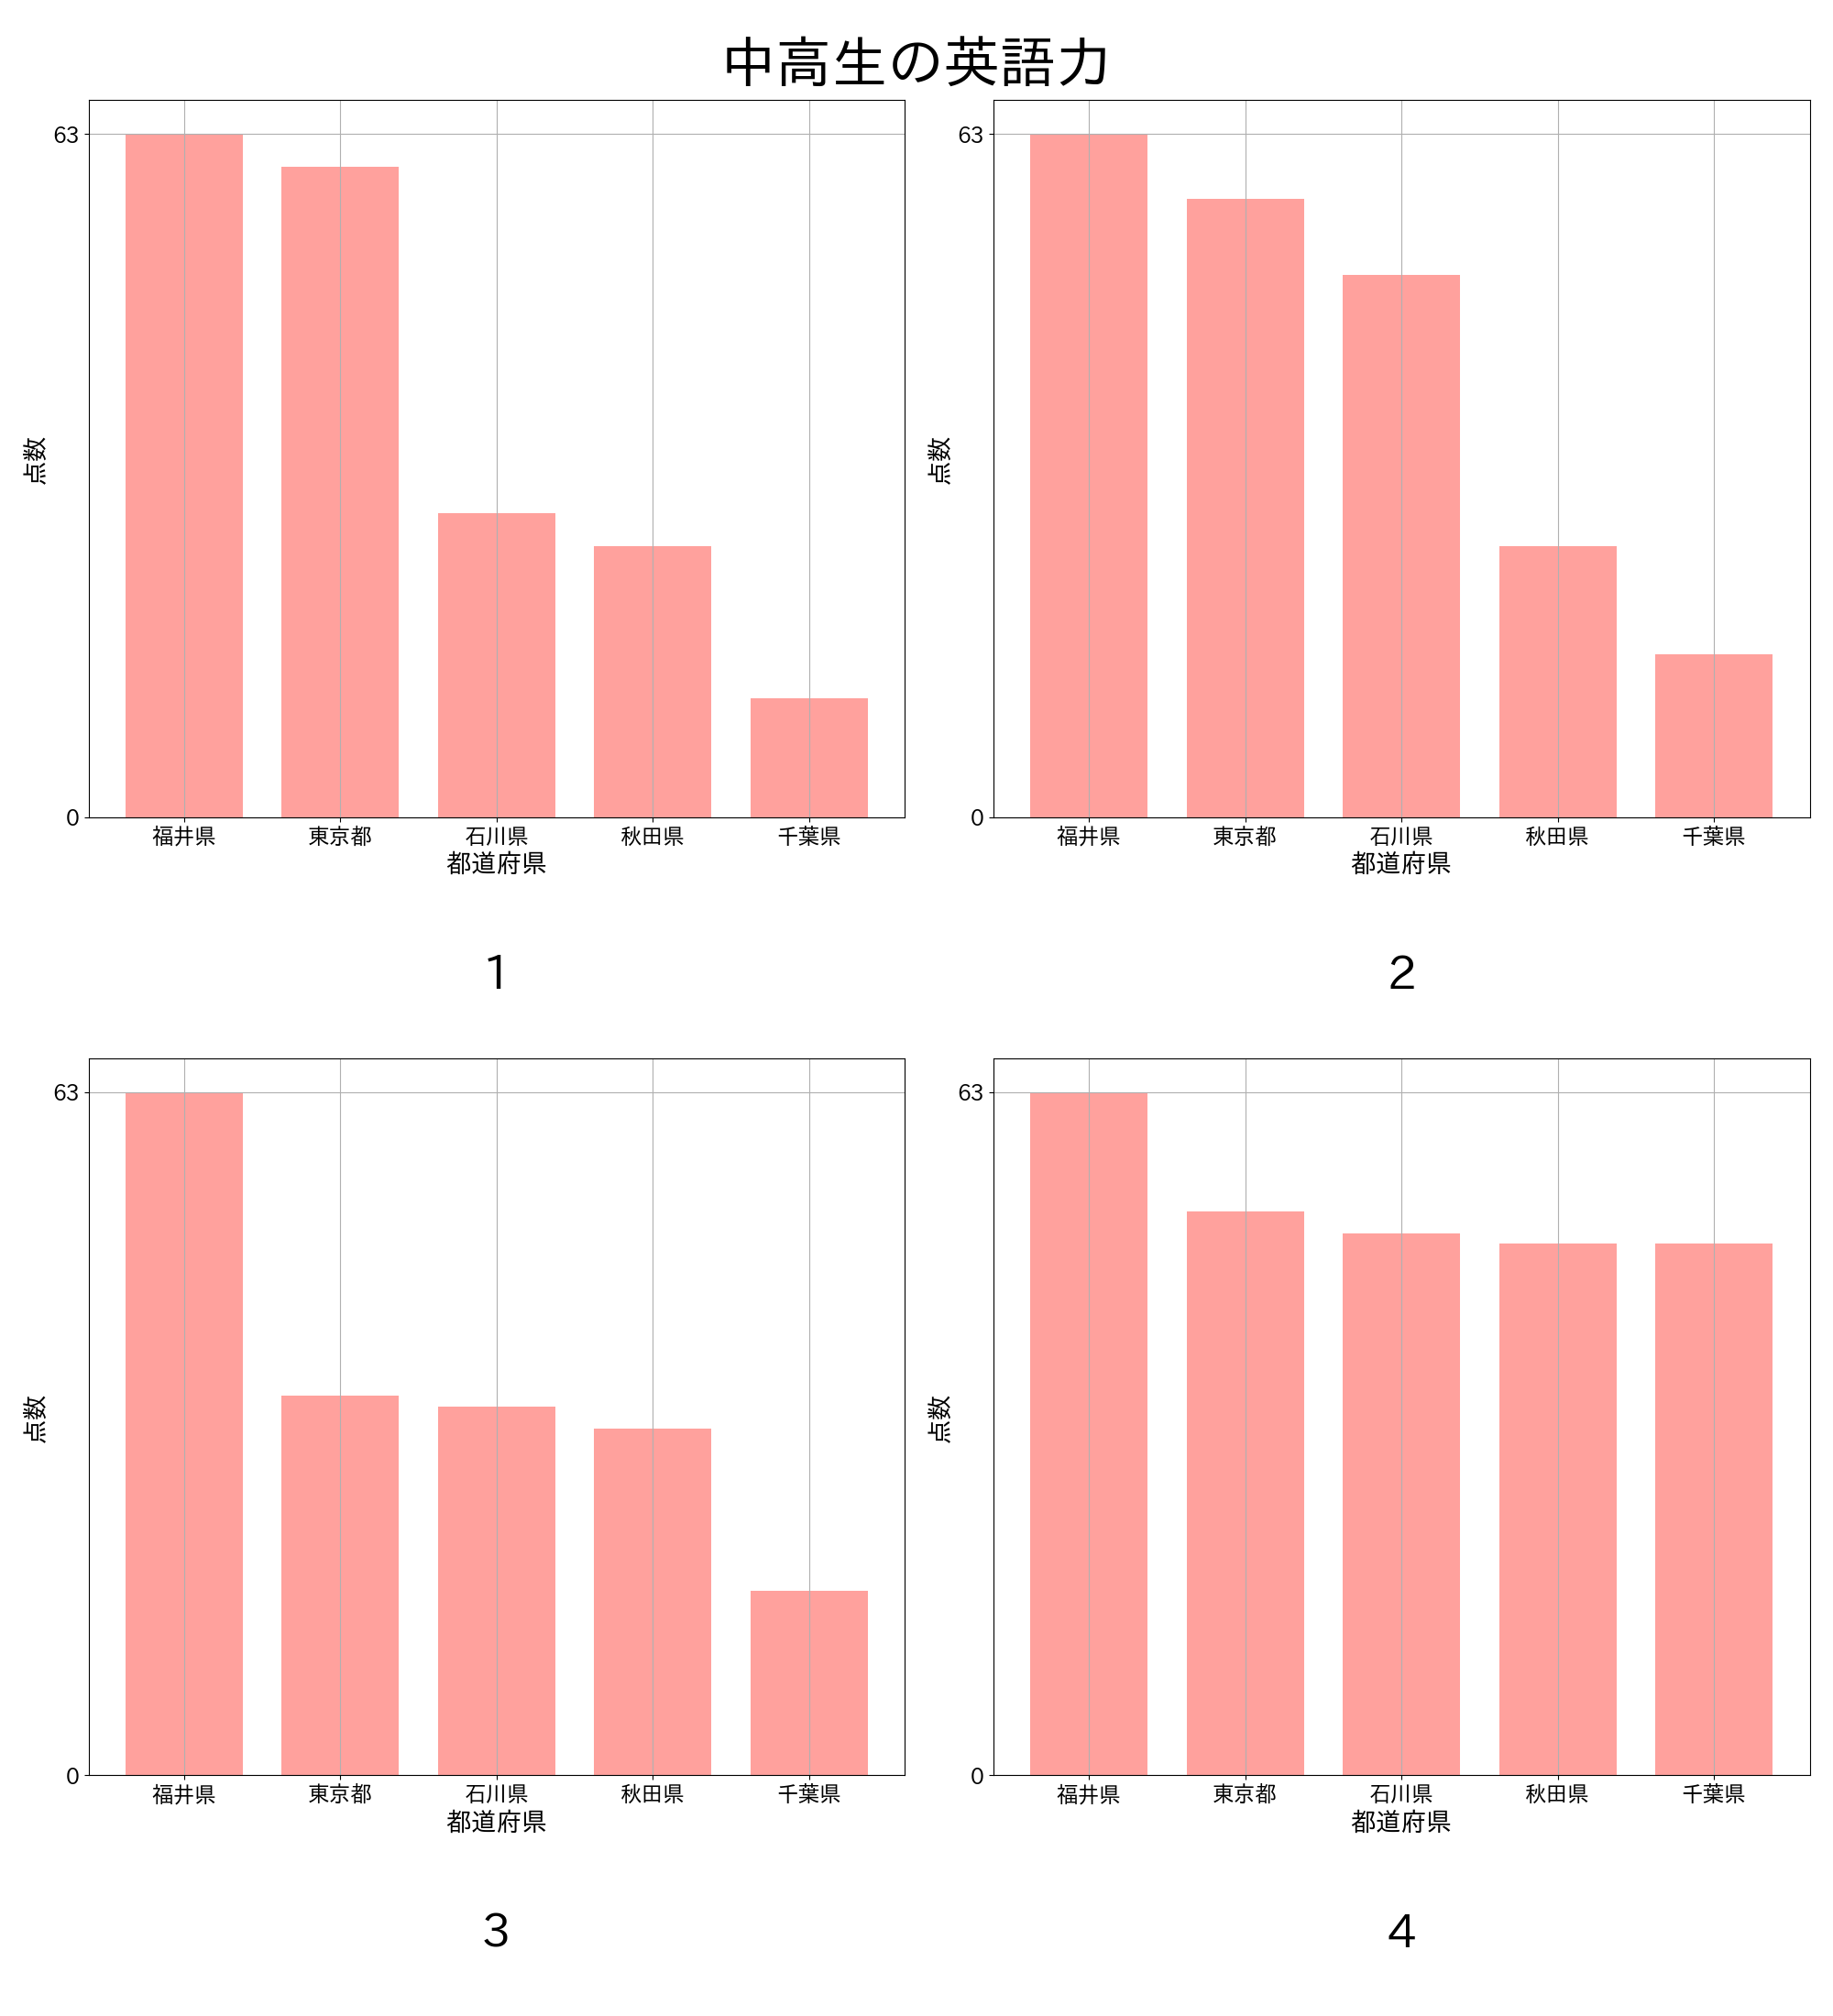 中高生の英語力
63
0
点数
福井県 東京都 石川県 秋田県 千葉県
都道府県
1
63
0
点数
福井県 東京都 石川県 秋田県 千葉県
都道府県
2
63
0
点数
福井県 東京都 石川県 秋田県 千葉県
都道府県
3
63
0
点数
福井県 東京都 石川県 秋田県 千葉県
都道府県
4